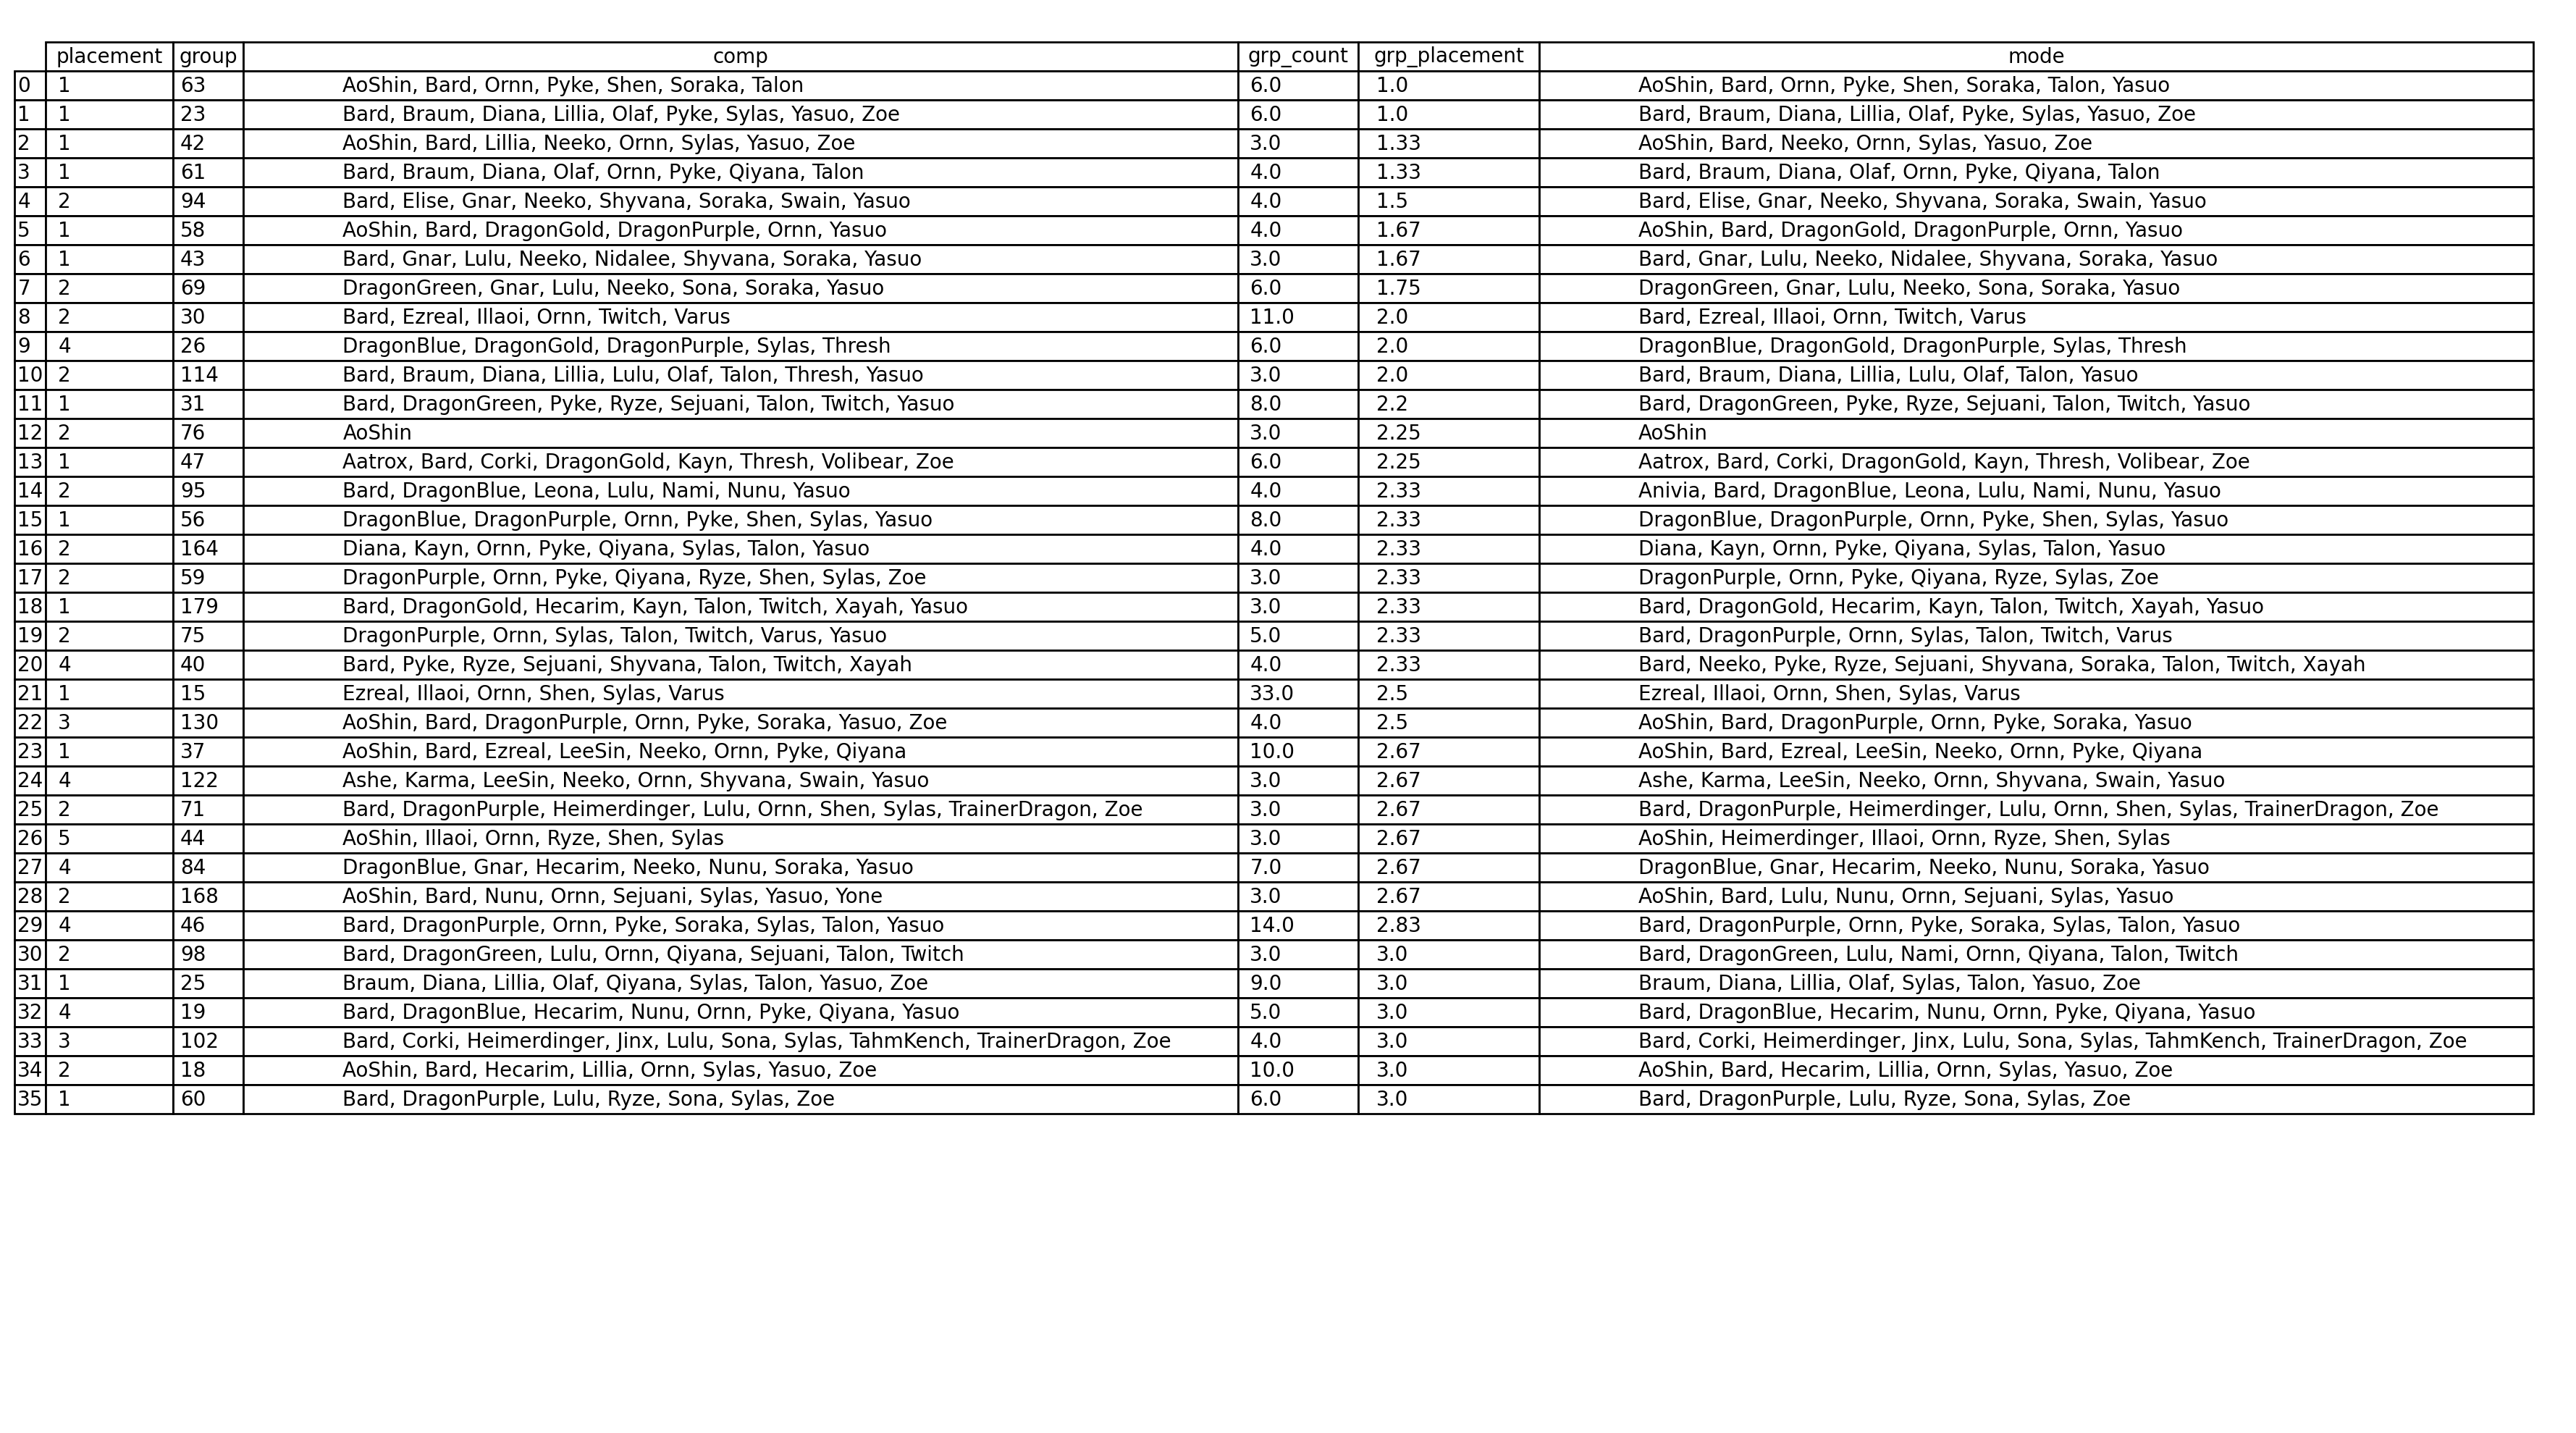 placement group comp grp_count grp_placement mode
0 1 63 AoShin, Bard, Ornn, Pyke, Shen, Soraka, Talon 6.0 1.0 AoShin, Bard, Ornn, Pyke, Shen, Soraka, Talon, Yasuo
1 1 23 Bard, Braum, Diana, Lillia, Olaf, Pyke, Sylas, Yasuo, Zoe 6.0 1.0 Bard, Braum, Diana, Lillia, Olaf, Pyke, Sylas, Yasuo, Zoe
2 1 42 AoShin, Bard, Lillia, Neeko, Ornn, Sylas, Yasuo, Zoe 3.0 1.33 AoShin, Bard, Neeko, Ornn, Sylas, Yasuo, Zoe
3 1 61 Bard, Braum, Diana, Olaf, Ornn, Pyke, Qiyana, Talon 4.0 1.33 Bard, Braum, Diana, Olaf, Ornn, Pyke, Qiyana, Talon
4 2 94 Bard, Elise, Gnar, Neeko, Shyvana, Soraka, Swain, Yasuo 4.0 1.5 Bard, Elise, Gnar, Neeko, Shyvana, Soraka, Swain, Yasuo
5 1 58 AoShin, Bard, DragonGold, DragonPurple, Ornn, Yasuo 4.0 1.67 AoShin, Bard, DragonGold, DragonPurple, Ornn, Yasuo
6 1 43 Bard, Gnar, Lulu, Neeko, Nidalee, Shyvana, Soraka, Yasuo 3.0 1.67 Bard, Gnar, Lulu, Neeko, Nidalee, Shyvana, Soraka, Yasuo
7 2 69 DragonGreen, Gnar, Lulu, Neeko, Sona, Soraka, Yasuo 6.0 1.75 DragonGreen, Gnar, Lulu, Neeko, Sona, Soraka, Yasuo
8 2 30 Bard, Ezreal, Illaoi, Ornn, Twitch, Varus 11.0 2.0 Bard, Ezreal, Illaoi, Ornn, Twitch, Varus
9 4 26 DragonBlue, DragonGold, DragonPurple, Sylas, Thresh 6.0 2.0 DragonBlue, DragonGold, DragonPurple, Sylas, Thresh
10 2 114 Bard, Braum, Diana, Lillia, Lulu, Olaf, Talon, Thresh, Yasuo 3.0 2.0 Bard, Braum, Diana, Lillia, Lulu, Olaf, Talon, Yasuo
11 1 31 Bard, DragonGreen, Pyke, Ryze, Sejuani, Talon, Twitch, Yasuo 8.0 2.2 Bard, DragonGreen, Pyke, Ryze, Sejuani, Talon, Twitch, Yasuo
12 2 76 AoShin 3.0 2.25 AoShin
13 1 47 Aatrox, Bard, Corki, DragonGold, Kayn, Thresh, Volibear, Zoe 6.0 2.25 Aatrox, Bard, Corki, DragonGold, Kayn, Thresh, Volibear, Zoe
14 2 95 Bard, DragonBlue, Leona, Lulu, Nami, Nunu, Yasuo 4.0 2.33 Anivia, Bard, DragonBlue, Leona, Lulu, Nami, Nunu, Yasuo
15 1 56 DragonBlue, DragonPurple, Ornn, Pyke, Shen, Sylas, Yasuo 8.0 2.33 DragonBlue, DragonPurple, Ornn, Pyke, Shen, Sylas, Yasuo
16 2 164 Diana, Kayn, Ornn, Pyke, Qiyana, Sylas, Talon, Yasuo 4.0 2.33 Diana, Kayn, Ornn, Pyke, Qiyana, Sylas, Talon, Yasuo
17 2 59 DragonPurple, Ornn, Pyke, Qiyana, Ryze, Shen, Sylas, Zoe 3.0 2.33 DragonPurple, Ornn, Pyke, Qiyana, Ryze, Sylas, Zoe
18 1 179 Bard, DragonGold, Hecarim, Kayn, Talon, Twitch, Xayah, Yasuo 3.0 2.33 Bard, DragonGold, Hecarim, Kayn, Talon, Twitch, Xayah, Yasuo
19 2 75 DragonPurple, Ornn, Sylas, Talon, Twitch, Varus, Yasuo 5.0 2.33 Bard, DragonPurple, Ornn, Sylas, Talon, Twitch, Varus
20 4 40 Bard, Pyke, Ryze, Sejuani, Shyvana, Talon, Twitch, Xayah 4.0 2.33 Bard, Neeko, Pyke, Ryze, Sejuani, Shyvana, Soraka, Talon, Twitch, Xayah
21 1 15 Ezreal, Illaoi, Ornn, Shen, Sylas, Varus 33.0 2.5 Ezreal, Illaoi, Ornn, Shen, Sylas, Varus
22 3 130 AoShin, Bard, DragonPurple, Ornn, Pyke, Soraka, Yasuo, Zoe 4.0 2.5 AoShin, Bard, DragonPurple, Ornn, Pyke, Soraka, Yasuo
23 1 37 AoShin, Bard, Ezreal, LeeSin, Neeko, Ornn, Pyke, Qiyana 10.0 2.67 AoShin, Bard, Ezreal, LeeSin, Neeko, Ornn, Pyke, Qiyana
24 4 122 Ashe, Karma, LeeSin, Neeko, Ornn, Shyvana, Swain, Yasuo 3.0 2.67 Ashe, Karma, LeeSin, Neeko, Ornn, Shyvana, Swain, Yasuo
25 2 71 Bard, DragonPurple, Heimerdinger, Lulu, Ornn, Shen, Sylas, TrainerDragon, Zoe 3.0 2.67 Bard, DragonPurple, Heimerdinger, Lulu, Ornn, Shen, Sylas, TrainerDragon, Zoe
26 5 44 AoShin, Illaoi, Ornn, Ryze, Shen, Sylas 3.0 2.67 AoShin, Heimerdinger, Illaoi, Ornn, Ryze, Shen, Sylas
27 4 84 DragonBlue, Gnar, Hecarim, Neeko, Nunu, Soraka, Yasuo 7.0 2.67 DragonBlue, Gnar, Hecarim, Neeko, Nunu, Soraka, Yasuo
28 2 168 AoShin, Bard, Nunu, Ornn, Sejuani, Sylas, Yasuo, Yone 3.0 2.67 AoShin, Bard, Lulu, Nunu, Ornn, Sejuani, Sylas, Yasuo
29 4 46 Bard, DragonPurple, Ornn, Pyke, Soraka, Sylas, Talon, Yasuo 14.0 2.83 Bard, DragonPurple, Ornn, Pyke, Soraka, Sylas, Talon, Yasuo
30 2 98 Bard, DragonGreen, Lulu, Ornn, Qiyana, Sejuani, Talon, Twitch 3.0 3.0 Bard, DragonGreen, Lulu, Nami, Ornn, Qiyana, Talon, Twitch
31 1 25 Braum, Diana, Lillia, Olaf, Qiyana, Sylas, Talon, Yasuo, Zoe 9.0 3.0 Braum, Diana, Lillia, Olaf, Sylas, Talon, Yasuo, Zoe
32 4 19 Bard, DragonBlue, Hecarim, Nunu, Ornn, Pyke, Qiyana, Yasuo 5.0 3.0 Bard, DragonBlue, Hecarim, Nunu, Ornn, Pyke, Qiyana, Yasuo
33 3 102 Bard, Corki, Heimerdinger, Jinx, Lulu, Sona, Sylas, TahmKench, TrainerDragon, Zoe 4.0 3.0 Bard, Corki, Heimerdinger, Jinx, Lulu, Sona, Sylas, TahmKench, TrainerDragon, Zoe
34 2 18 AoShin, Bard, Hecarim, Lillia, Ornn, Sylas, Yasuo, Zoe 10.0 3.0 AoShin, Bard, Hecarim, Lillia, Ornn, Sylas, Yasuo, Zoe
35 1 60 Bard, DragonPurple, Lulu, Ryze, Sona, Sylas, Zoe 6.0 3.0 Bard, DragonPurple, Lulu, Ryze, Sona, Sylas, Zoe